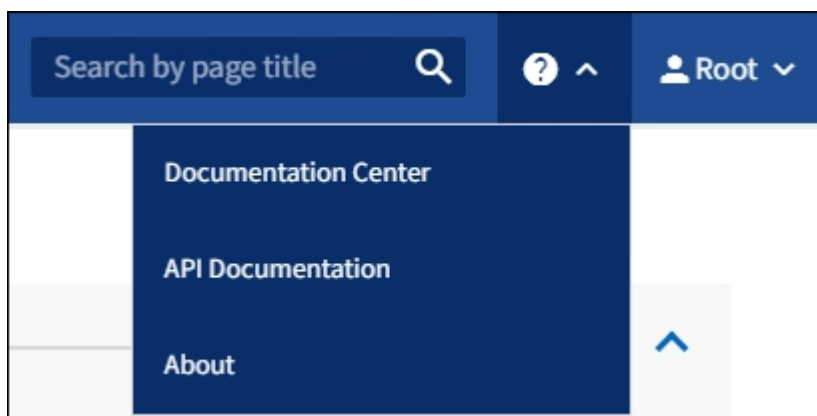 Search by page title
Root
Documentation Center
API Documentation
About